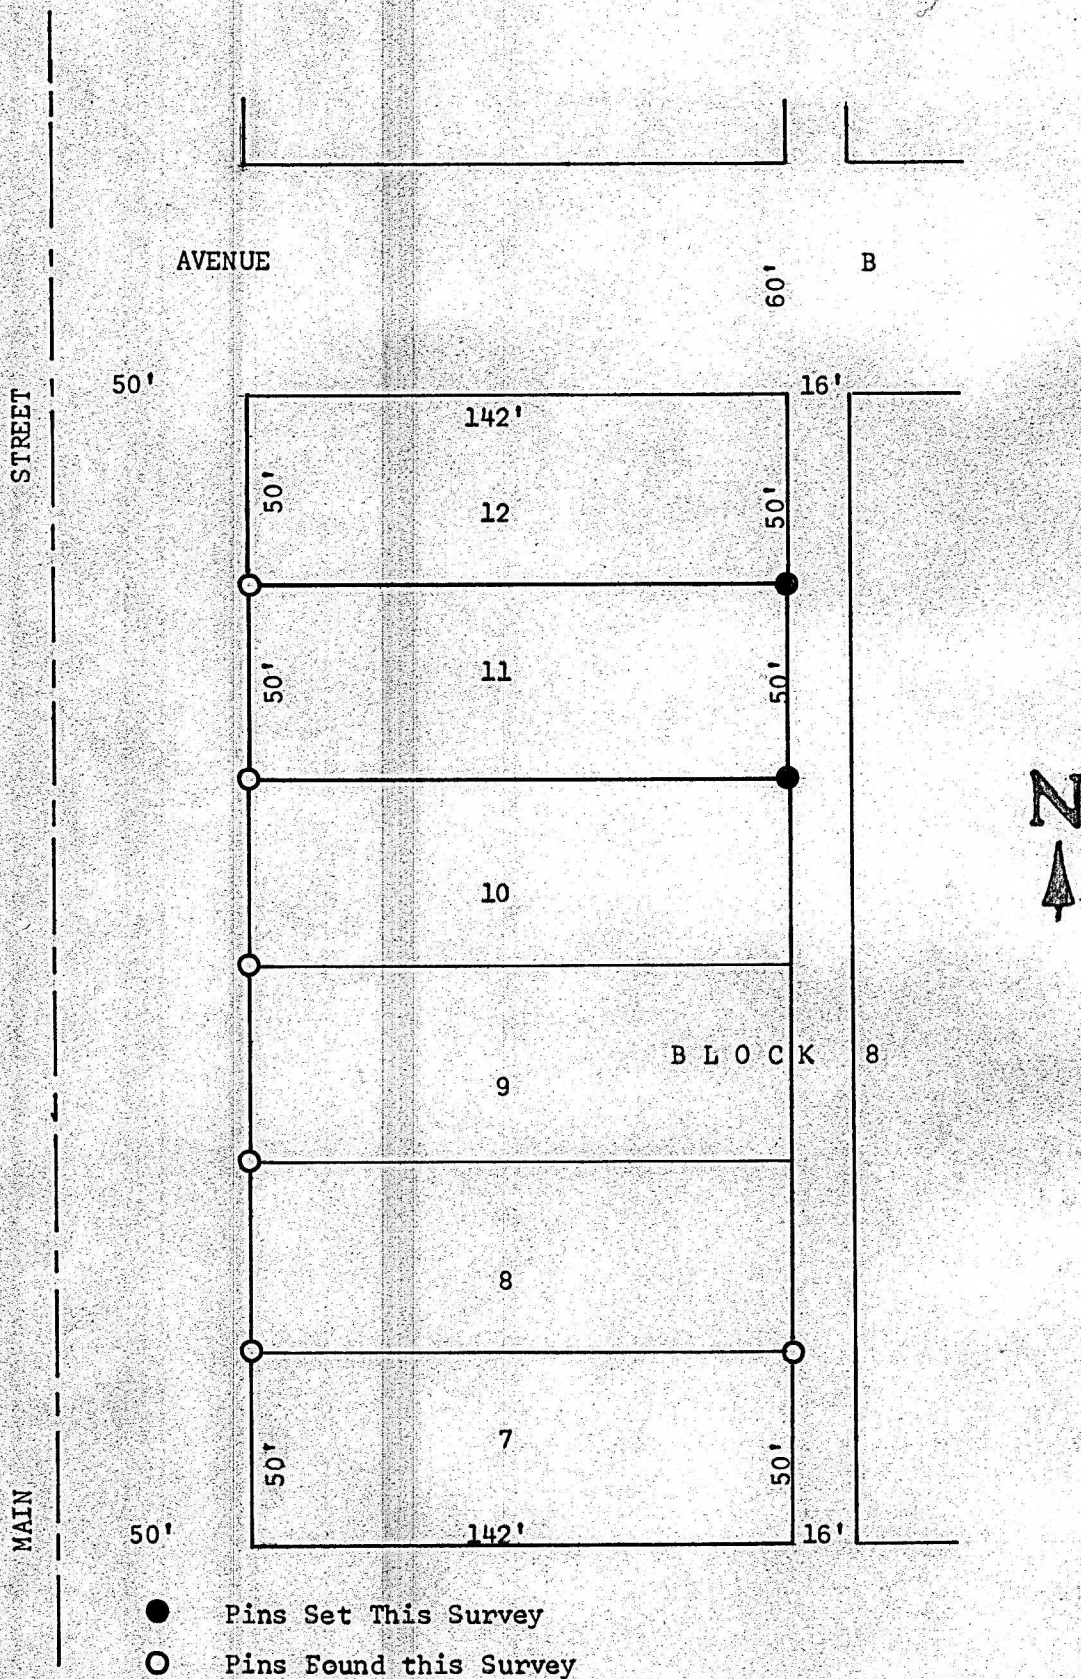 AVENUE B
60'
50' 16'
STREET
142'
50' 12 50'
50' 11 50'
N
10
BLOCK 8
9
8
50' 7 50'
MAIN
50' 142' 16'
Pins Set This Survey
Pins Found this Survey